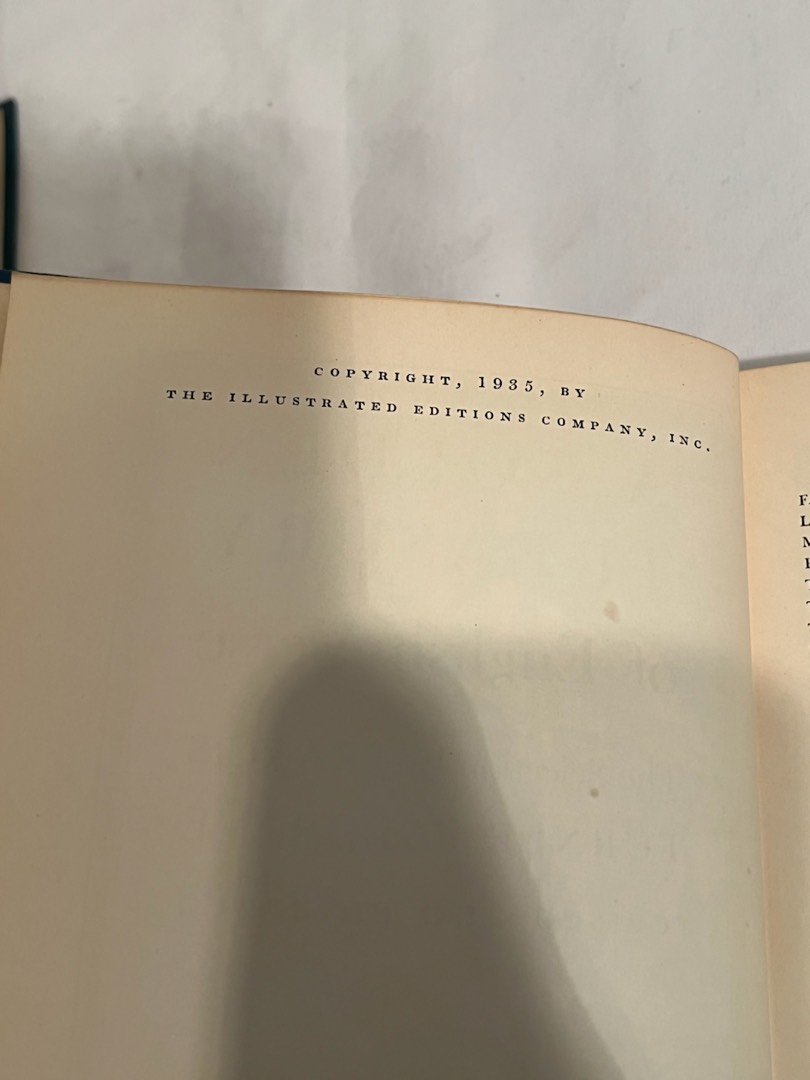 COPYRIGHT, 1935, BY
THE ILLUSTRATED EDITIONS COMPANY, INC.